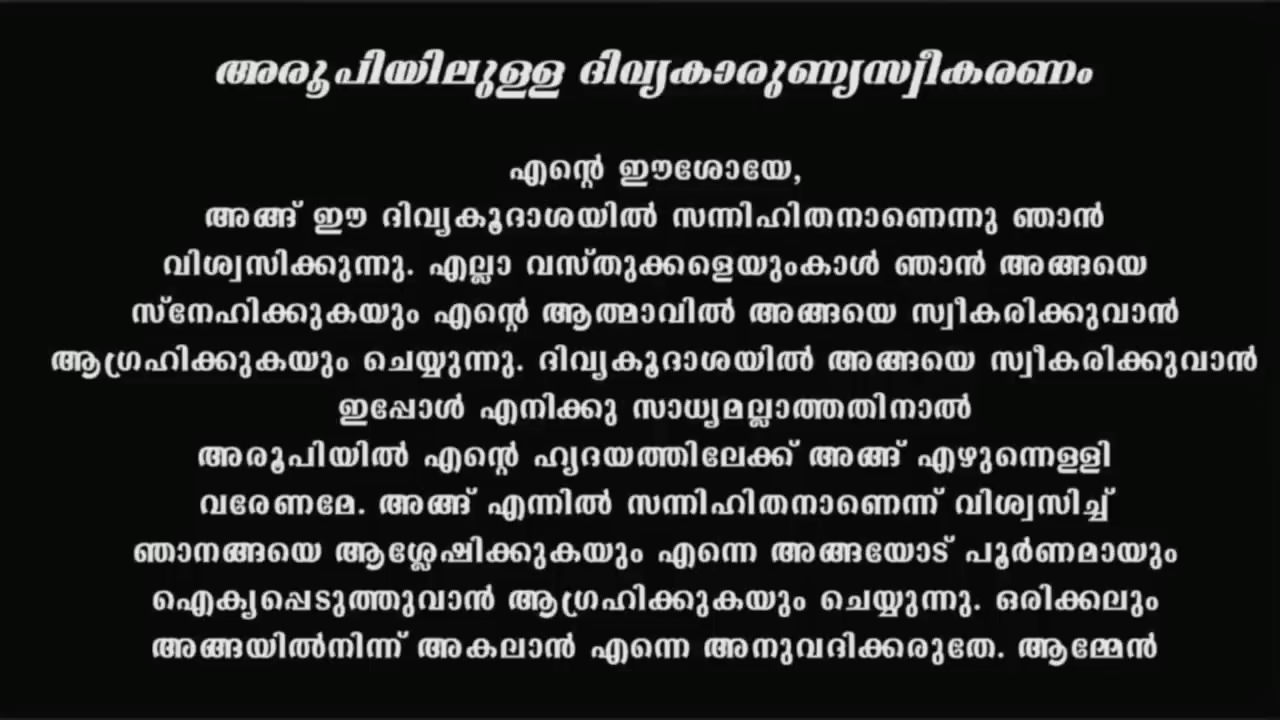 അരൂപിയിലുള്ള ദിവ്യകാരുണ്യസ്വീകരണം
എന്റെ ഈശോയേ,
അങ്ങ് ഈ ദിവ്യകൂദാശയിൽ സന്നിഹിതനാണെന്നു ഞാൻ
വിശ്വസിക്കുന്നു. എല്ലാ വസ്തുക്കളെയുംകാൾ ഞാൻ അങ്ങയെ
സ്നേഹിക്കുകയും എന്റെ ആത്മാവിൽ അങ്ങയെ സ്വീകരിക്കുവാൻ
ആഗ്രഹിക്കുകയും ചെയ്യുന്നു. ദിവ്യകൂദാശയിൽ അങ്ങയെ സ്വീകരിക്കുവാൻ
ഇപ്പോൾ എനിക്കു സാധ്യമല്ലാത്തതിനാൽ
അരൂപിയിൽ എന്റെ ഹൃദയത്തിലേക്ക് അങ്ങ് എഴുന്നെള്ളി
വരേണമേ. അങ്ങ് എന്നിൽ സന്നിഹിതനാണെന്ന് വിശ്വസിച്ച്
ഞാനങ്ങയെ ആശ്ലേഷിക്കുകയും എന്നെ അങ്ങയോട് പൂർണമായും
ഐക്യപ്പെടുത്തുവാൻ ആഗ്രഹിക്കുകയും ചെയ്യുന്നു. ഒരിക്കലും
അങ്ങയിൽനിന്ന് അകലാൻ എന്നെ അനുവദിക്കരുതേ. ആമ്മേൻ